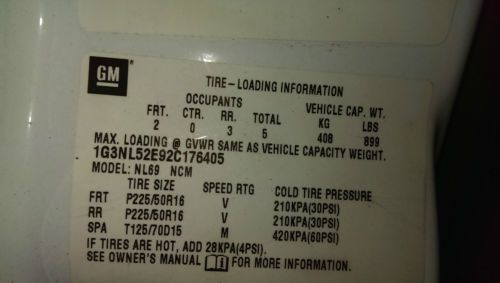 GM
TIRE-LOADING INFORMATION
OCCUPANTS VEHICLE CAP. WT.
FRT. CTR. RR. TOTAL KG LBS
2 0 3 5 408 899
MAX. LOADING @ GVWR SAME AS VEHICLE CAPACITY WEIGHT.
1G3NL52E92C176405
MODEL: NL69 NCM
TIRE SIZE SPEED RTG COLD TIRE PRESSURE
FRT P225/50R16 V 210KPA(30PSI)
RR P225/50R16 V 210KPA(30PSI)
SPA T125/70D15 M 420KPA(60PSI)
IF TIRES ARE HOT, ADD 28KPA(4PSI).
SEE OWNER'S MANUAL FOR MORE INFORMATION.